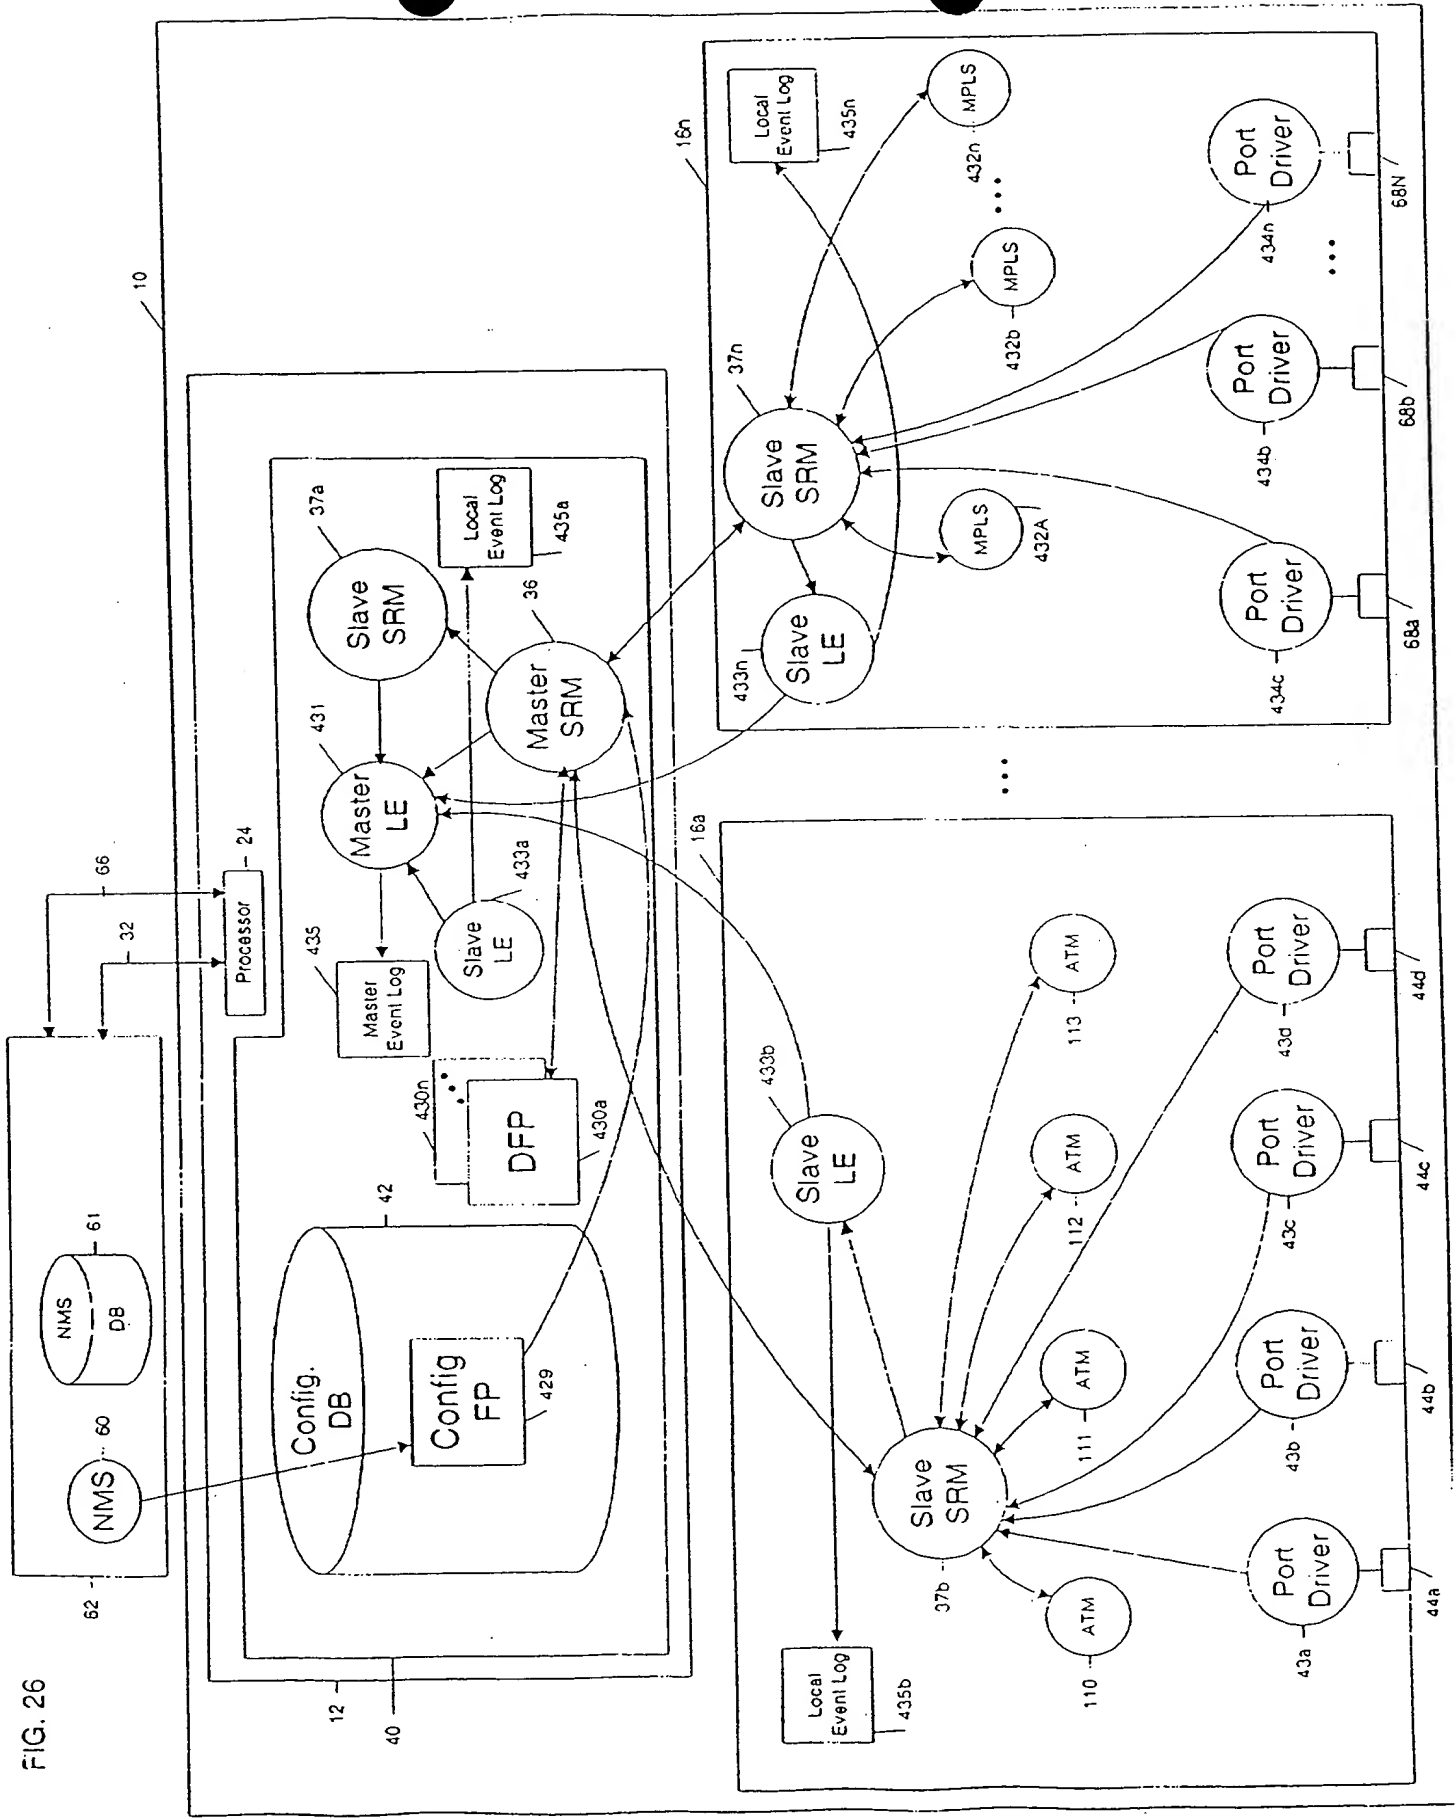 FIG. 26
62
NMS
60
NMS
DB
61
32
66
10
12
40
Processor
24
Config.
DB
42
Config
FP
429
DFP
430a
430n
Master
Event Log
435
Slave
LE
433a
Master
LE
431
Slave
SRM
37a
Master
SRM
36
Local
Event Log
435a
16a
Local
Event Log
435b
Slave
LE
433b
Slave
SRM
37b
ATM
110
ATM
111
ATM
112
ATM
113
Port
Driver
43a
44a
Port
Driver
43b
44b
Port
Driver
43c
44c
Port
Driver
43d
44d
16n
Slave
LE
433n
Slave
SRM
37n
Local
Event Log
435n
MPLS
432A
MPLS
432b
MPLS
432n
Port
Driver
434c
68a
Port
Driver
434b
68b
Port
Driver
434n
68N